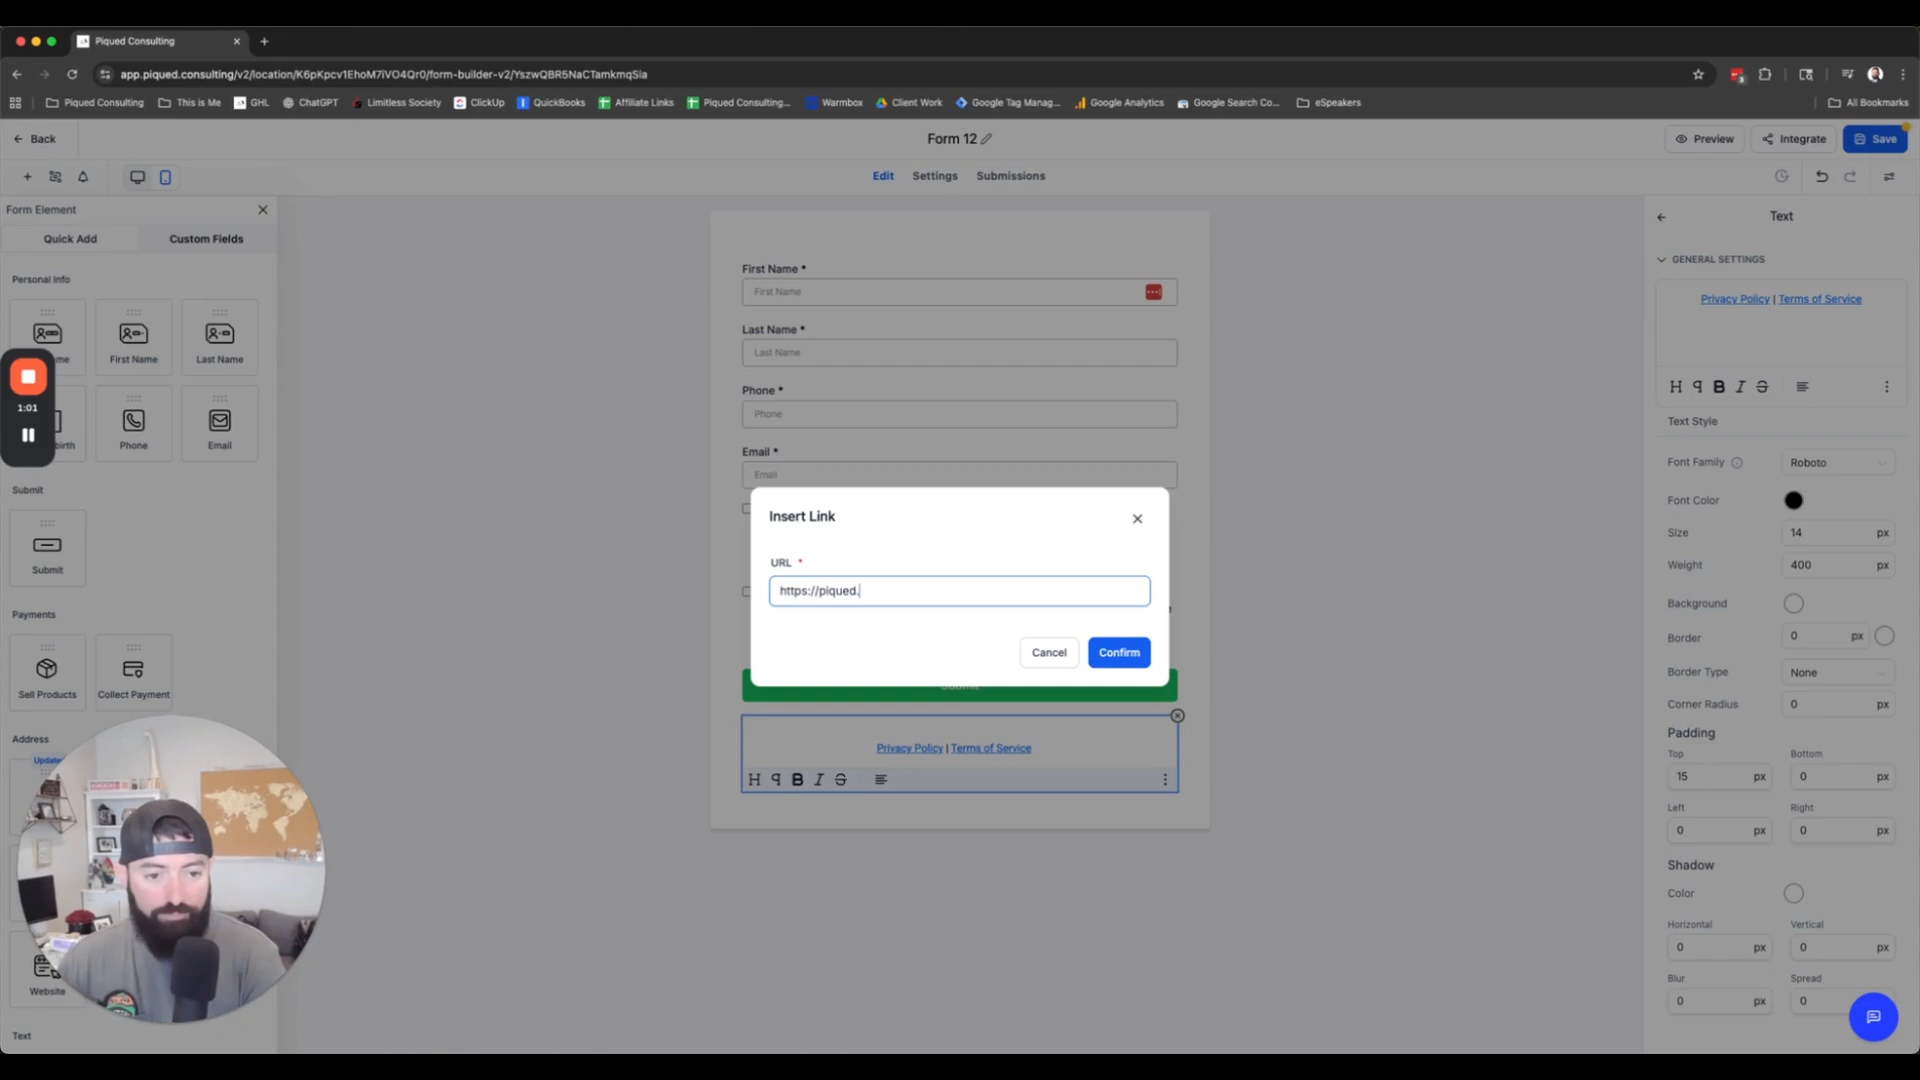 Piqued Consulting
app.piqued.consulting/v2/location/K6pKpcv1EhoM7iVO4Qr0/form-builder-v2/YszwQBR5NaCTamkmqSia
Piqued Consulting
This is Me
GHL
ChatGPT
Limitless Society
ClickUp
QuickBooks
Affiliate Links
Piqued Consulting...
Warmbox
Client Work
Google Tag Manag...
Google Analytics
Google Search Co...
eSpeakers
All Bookmarks
Back
Form 12
Preview
Integrate
Save
Edit
Settings
Submissions
Form Element
Quick Add
Custom Fields
Personal Info
First Name
Last Name
Phone
Email
Submit
Submit
Payments
Sell Products
Collect Payment
Address
Website
Text
1:01
First Name *
First Name
Last Name *
Last Name
Phone *
Phone
Email *
Email
Insert Link
URL *
https://piqued.
Cancel
Confirm
Submit
Privacy Policy | Terms of Service
Text
GENERAL SETTINGS
Privacy Policy | Terms of Service
Text Style
Font Family
Roboto
Font Color
Size
14 px
Weight
400 px
Background
Border
0 px
Border Type
None
Corner Radius
0 px
Padding
Top
Bottom
15 px
0 px
Left
Right
0 px
0 px
Shadow
Color
Horizontal
Vertical
0 px
0 px
Blur
Spread
0 px
0